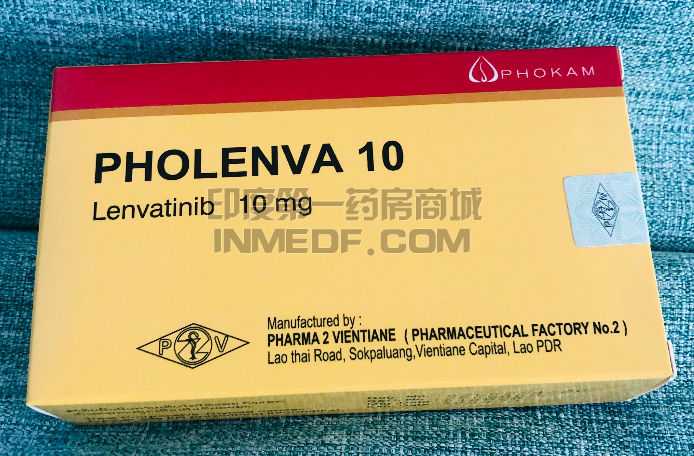 PHOKAM
PHOLENVA 10
Lenvatinib 10 mg
印度第一药房商城
INMEDF.COM
Manufactured by :
PHARMA 2 VIENTIANE ( PHARMACEUTICAL FACTORY No.2 )
Lao thai Road, Sokpaluang,Vientiane Capital, Lao PDR
P V